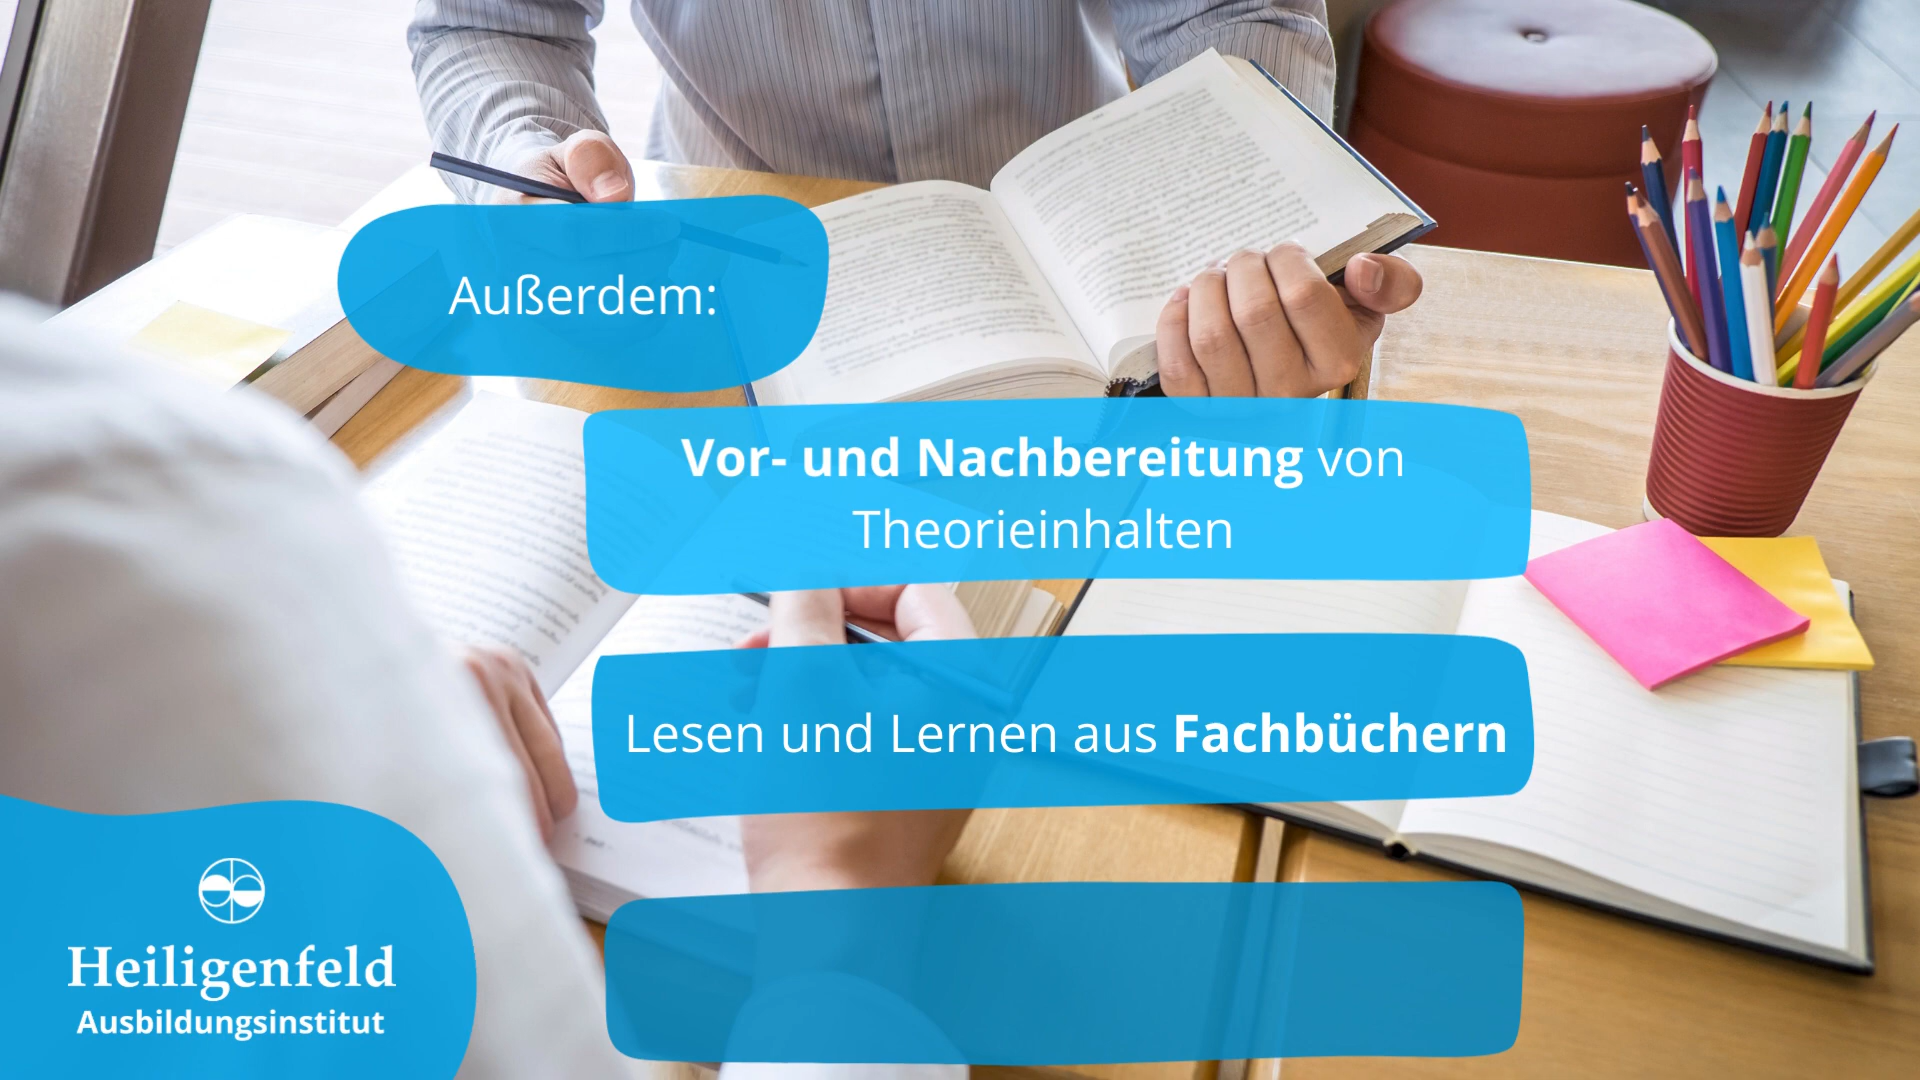 Außerdem:
Vor- und Nachbereitung von
Theorieinhalten
Lesen und Lernen aus Fachbüchern
Heiligenfeld
Ausbildungsinstitut